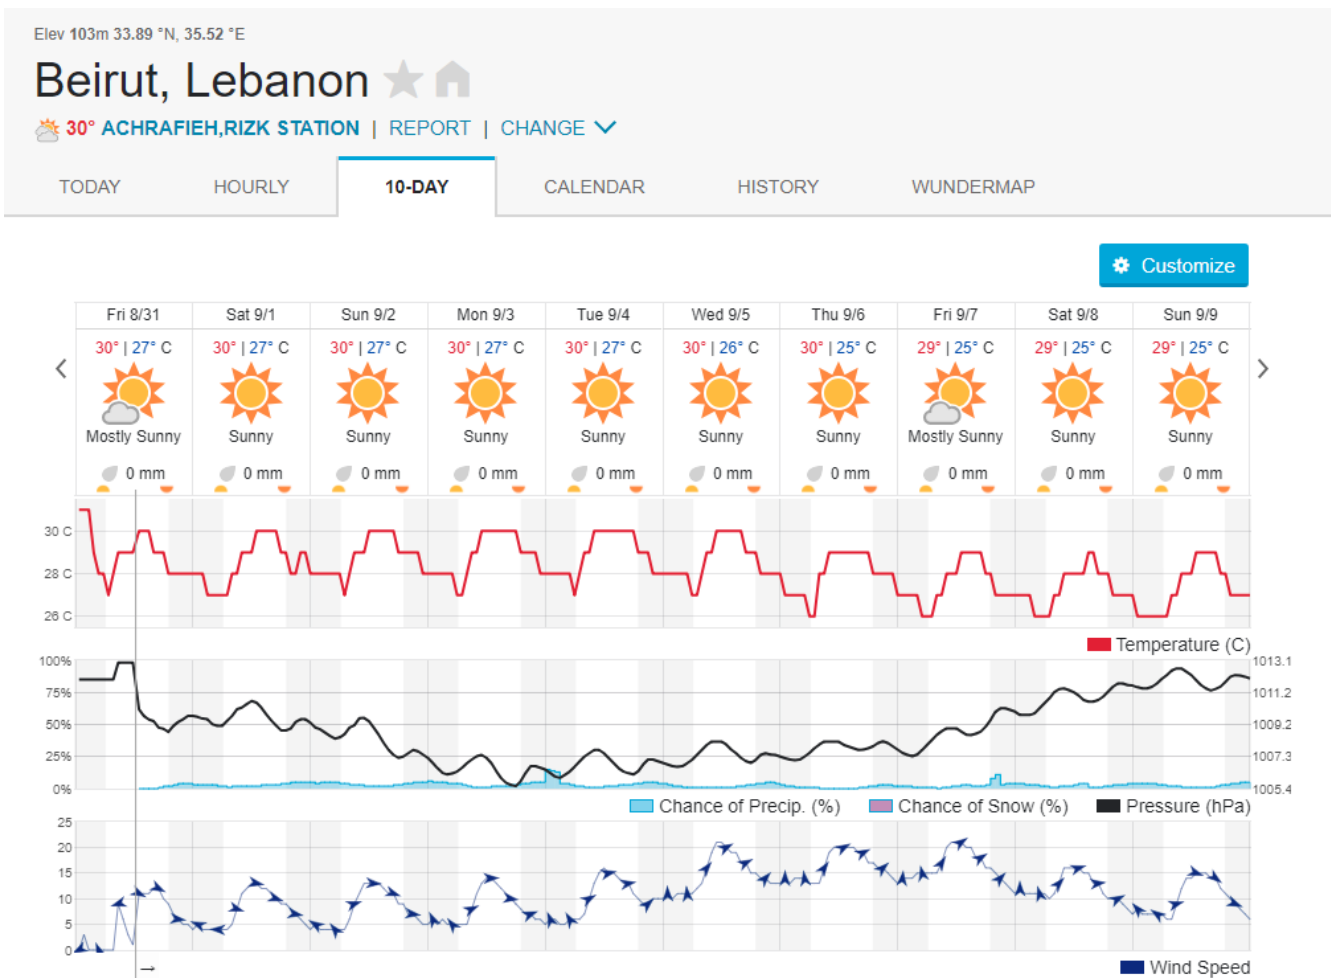 Elev 103m 33.89 °N, 35.52 °E
Beirut, Lebanon
30° ACHRAFIEH,RIZK STATION | REPORT | CHANGE
TODAY HOURLY 10-DAY CALENDAR HISTORY WUNDERMAP
Customize
Fri 8/31 Sat 9/1 Sun 9/2 Mon 9/3 Tue 9/4 Wed 9/5 Thu 9/6 Fri 9/7 Sat 9/8 Sun 9/9
30° | 27° C 30° | 27° C 30° | 27° C 30° | 27° C 30° | 27° C 30° | 26° C 30° | 25° C 29° | 25° C 29° | 25° C 29° | 25° C
Mostly Sunny Sunny Sunny Sunny Sunny Sunny Sunny Mostly Sunny Sunny Sunny
0 mm 0 mm 0 mm 0 mm 0 mm 0 mm 0 mm 0 mm 0 mm 0 mm
30 C
28 C
26 C
Temperature (C)
100% 1013.1
75% 1011.2
50% 1009.2
25% 1007.3
0% 1005.4
Chance of Precip. (%) Chance of Snow (%) Pressure (hPa)
25
20
15
10
5
0
→
Wind Speed